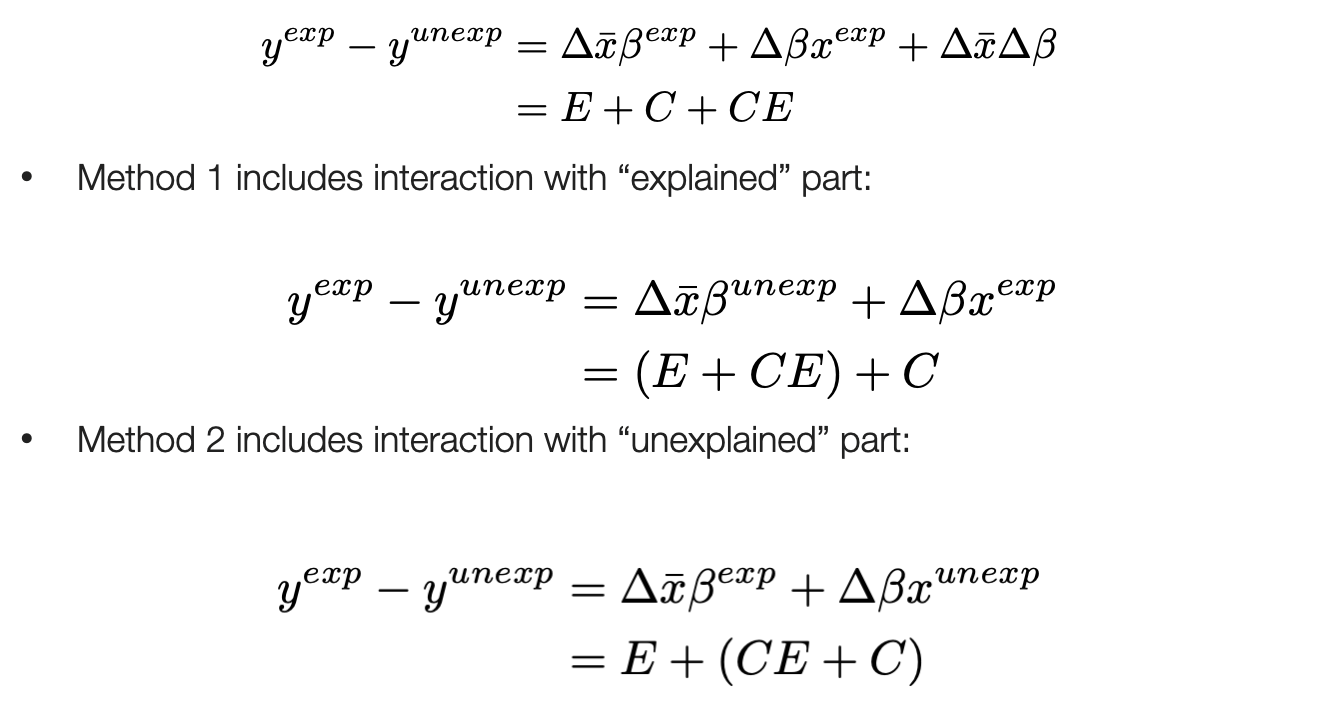 y^{exp} − y^{unexp} = Δx̄β^{exp} + Δβx^{exp} + Δx̄Δβ
= E + C + CE
• Method 1 includes interaction with “explained” part:
y^{exp} − y^{unexp} = Δx̄β^{unexp} + Δβx^{exp}
= (E + CE) + C
• Method 2 includes interaction with “unexplained” part:
y^{exp} − y^{unexp} = Δx̄β^{exp} + Δβx^{unexp}
= E + (CE + C)